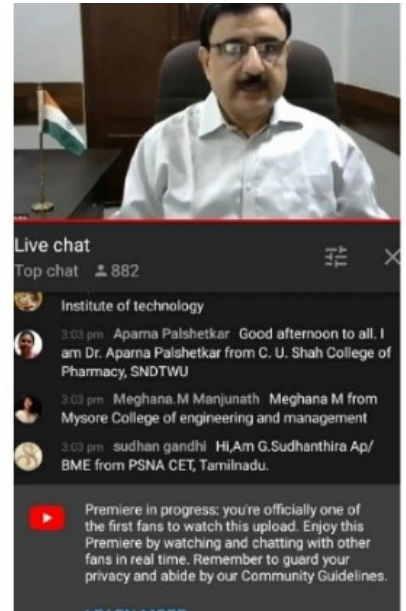 Live chat
Top chat 882
Institute of technology
3:03 pm Aparna Palshetkar Good afternoon to all. I
am Dr. Aparna Palshetkar from C. U. Shah College of
Pharmacy, SNDTWU
3:03 pm Meghana.M Manjunath Meghana M from
Mysore College of engineering and management
3:03 pm sudhan gandhi Hi,Am G.Sudhanthira Ap/
BME from PSNA CET, Tamilnadu.
Premiere in progress: you're officially one of
the first fans to watch this upload. Enjoy this
Premiere by watching and chatting with other
fans in real time. Remember to guard your
privacy and abide by our Community Guidelines.
LEARN MORE